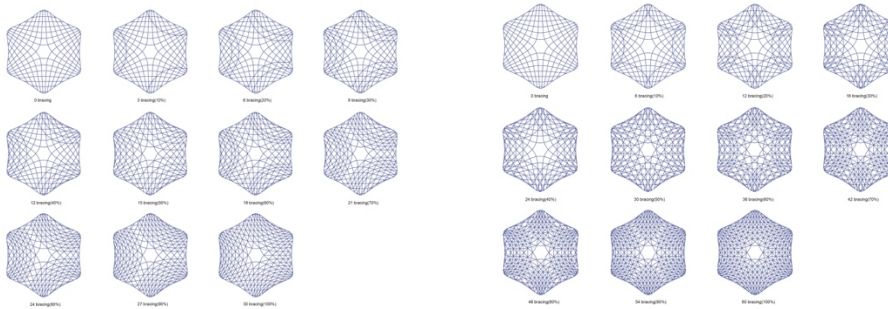 0 bracing
3 bracing(10%)
6 bracing(20%)
9 bracing(30%)
12 bracing(40%)
15 bracing(50%)
18 bracing(60%)
21 bracing(70%)
24 bracing(80%)
27 bracing(90%)
30 bracing(100%)
0 bracing
6 bracing(10%)
12 bracing(20%)
18 bracing(30%)
24 bracing(40%)
30 bracing(50%)
36 bracing(60%)
42 bracing(70%)
48 bracing(80%)
54 bracing(90%)
60 bracing(100%)